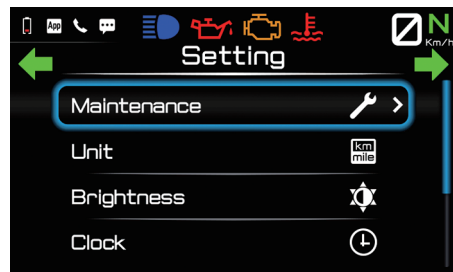 App
N
Km/h
Setting
Maintenance
Unit
km
mile
Brightness
Clock